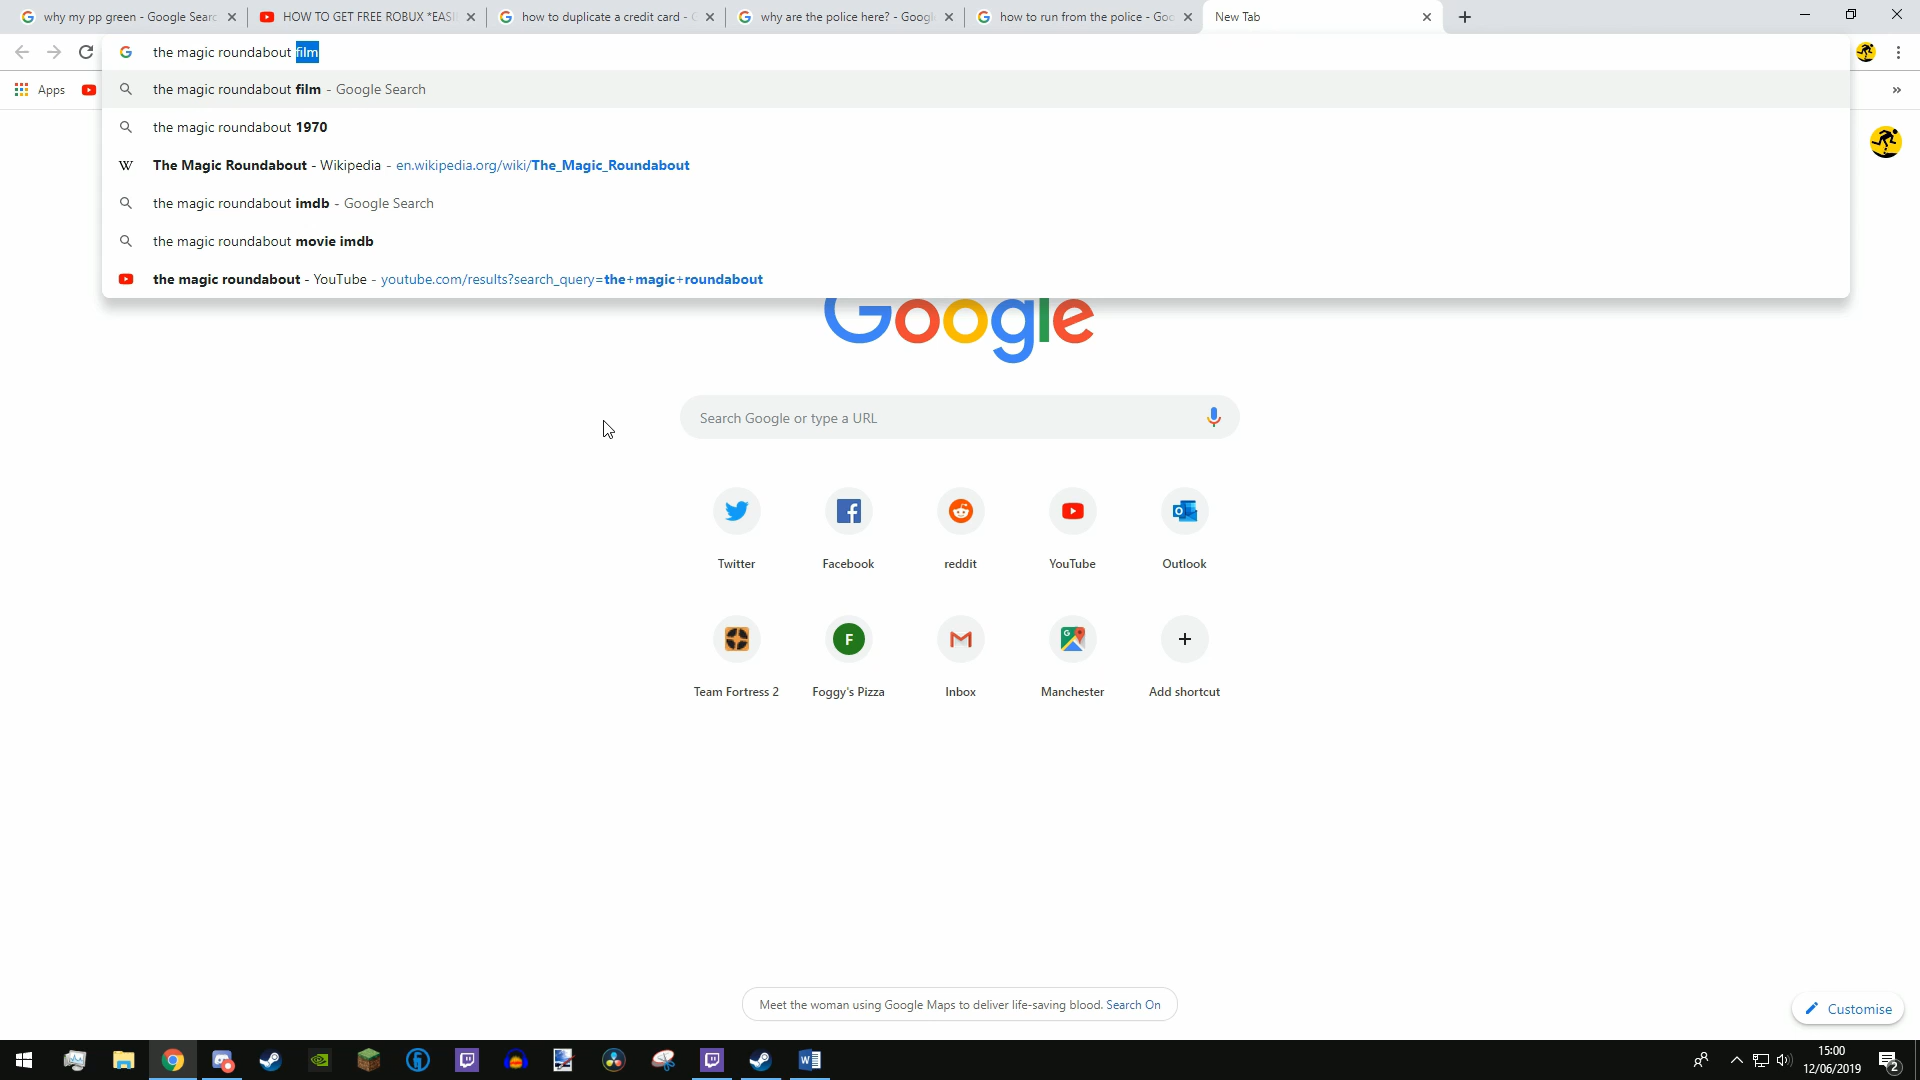 why my pp green - Google Searc
HOW TO GET FREE ROBUX *EASI
how to duplicate a credit card - G
why are the police here? - Googl
how to run from the police - Goo
New Tab
the magic roundabout film
Apps
the magic roundabout film - Google Search
the magic roundabout 1970
The Magic Roundabout - Wikipedia - en.wikipedia.org/wiki/The_Magic_Roundabout
the magic roundabout imdb - Google Search
the magic roundabout movie imdb
the magic roundabout - YouTube - youtube.com/results?search_query=the+magic+roundabout
Google
Search Google or type a URL
Twitter
Facebook
reddit
YouTube
Outlook
F
Team Fortress 2
Foggy's Pizza
Inbox
Manchester
Add shortcut
Meet the woman using Google Maps to deliver life-saving blood. Search On
Customise
15:00
12/06/2019
2